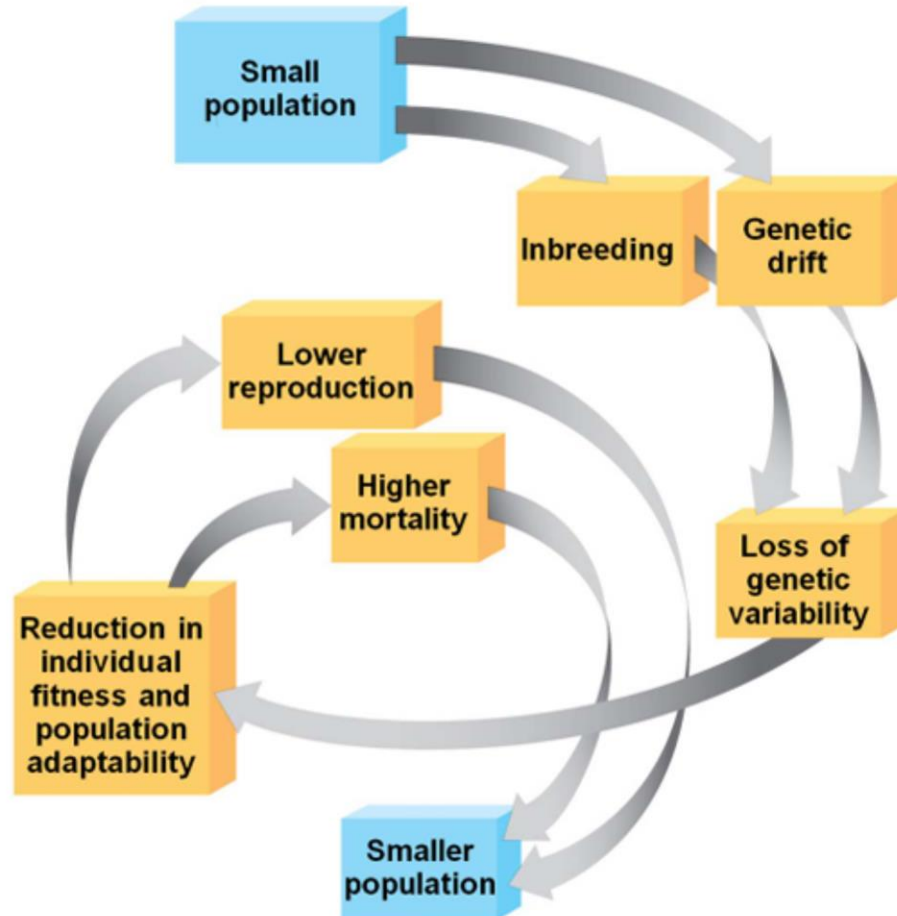 Small
population
Inbreeding
Genetic
drift
Lower
reproduction
Higher
mortality
Loss of
genetic
variability
Reduction in
individual
fitness and
population
adaptability
Smaller
population